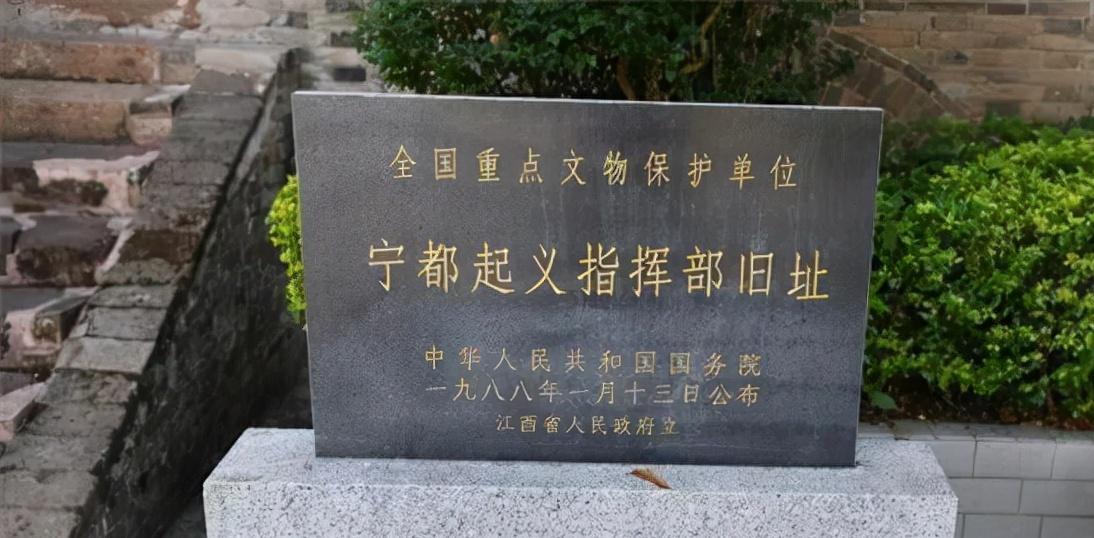 全国重点文物保护单位
宁都起义指挥部旧址
中华人民共和国国务院
一九八八年一月十三日公布
江西省人民政府立